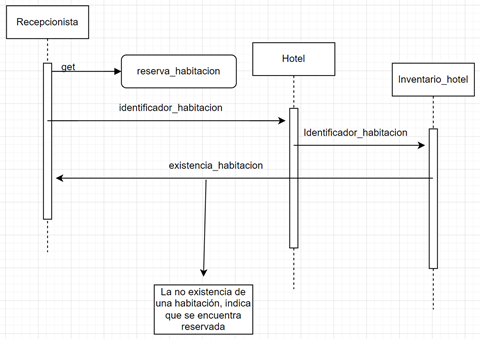 Recepcionista
Hotel
Inventario_hotel
get
reserva_habitacion
identificador_habitacion
Identificador_habitacion
existencia_habitacion
La no existencia de
una habitación, indica
que se encuentra
reservada